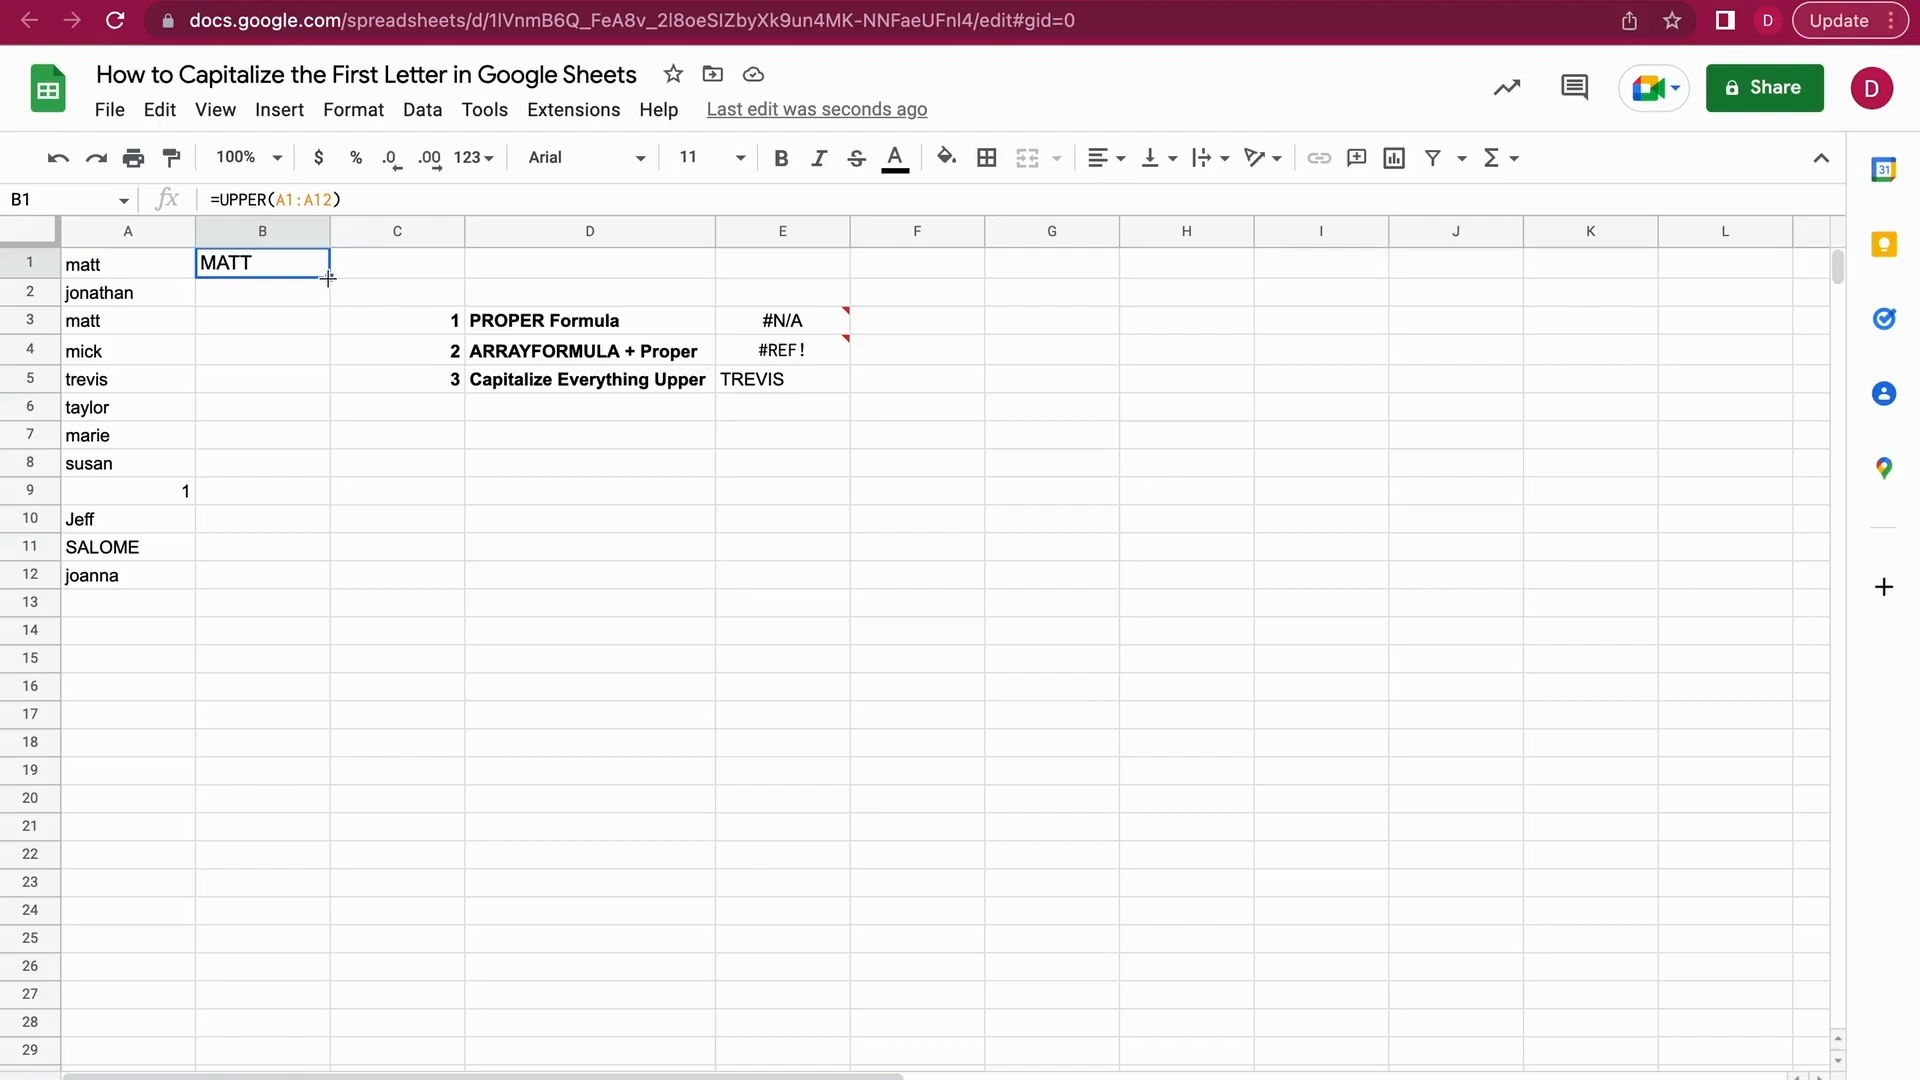 docs.google.com/spreadsheets/d/1lVnmB6Q_FeA8v_2l8oeSIZbyXk9un4MK-NNFaeUFnI4/edit#gid=0
D
Update
How to Capitalize the First Letter in Google Sheets
File Edit View Insert Format Data Tools Extensions Help Last edit was seconds ago
Share
D
100% $ % .0 .00 123 Arial 11 B I S A Σ
31
B1 fx =UPPER(A1:A12)
A B C D E F G H I J K L
1 matt MATT
2 jonathan
3 matt 1 PROPER Formula #N/A
4 mick 2 ARRAYFORMULA + Proper #REF!
5 trevis 3 Capitalize Everything Upper TREVIS
6 taylor
7 marie
8 susan
9 1
10 Jeff
11 SALOME
12 joanna
13
14
15
16
17
18
19
20
21
22
23
24
25
26
27
28
29